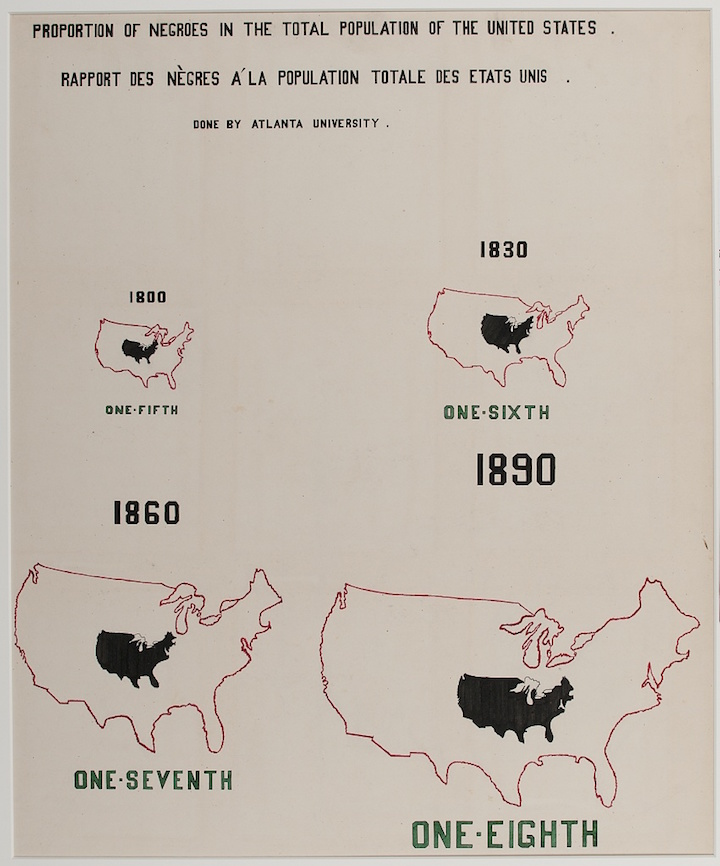 PROPORTION OF NEGROES IN THE TOTAL POPULATION OF THE UNITED STATES .
RAPPORT DES NÈGRES A´LA POPULATION TOTALE DES ETATS UNIS .
DONE BY ATLANTA UNIVERSITY .
1800
ONE-FIFTH
1830
ONE-SIXTH
1860
ONE-SEVENTH
1890
ONE-EIGHTH